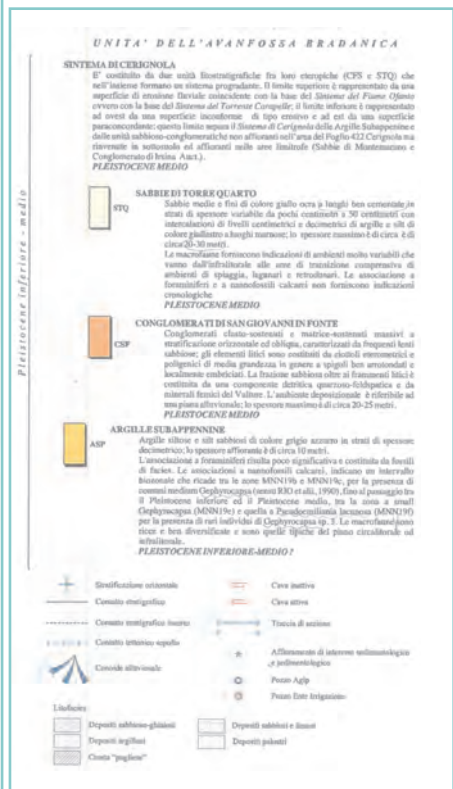 UNITA' DELL'AVANFOSSA BRADANICA
SINTEMA DI CERIGNOLA
E' costituito da due unità litostratigrafiche fra loro eteropiche (CFS e STQ) che
nell'insieme formano un sistema progradante. Il limite superiore è rappresentato da una
superficie di erosione fluviale coincidente con la base del Sintema del Fiume Ofanto
ovvero con la base del Sintema del Torrente Carapelle; il limite inferiore è rappresentato
ad ovest da una superficie inconforme di tipo erosivo e ad est da una superficie
paraconcordante; questo limite separa il Sistema di Cerignola dalle Argille Subappenine e
dalle unità sabbioso-conglomeratiche non affioranti nell'area del Foglio 422 Cerignola ma
rinvenute in sottosuolo ed affioranti nelle aree limitrofe (Sabbie di Montemarano e
Conglomerato di Irsina Auct.).
PLEISTOCENE MEDIO
Pleistocene inferiore - medio
STQ
SABBIE DI TORRE QUARTO
Sabbie medie e fini di colore giallo ocra a luoghi ben cementate, in
strati di spessore variabile da pochi centimetri a 50 centimetri con
intercalazioni di livelli centimetrici e decimetrici di argille e silt di
colore giallastro a luoghi marnose; lo spessore massimo è di circa è di
circa 20-30 metri.
Le macrofaune forniscono indicazioni di ambienti molto variabili che
vanno dall'infralitorale alle aree di transizione comprensiva di
ambienti di spiaggia, lagunari e retrodunari. Le associazione a
foraminiferi e a nannofossili calcarei non forniscono indicazioni
cronologiche
PLEISTOCENE MEDIO
CSF
CONGLOMERATI DI SAN GIOVANNI IN FONTE
Conglomerati clasto-sostenuti e matrice-sostenuti massivi a
stratificazione orizzontale ed obliqua, caratterizzati da frequenti lenti
sabbiose; gli elementi litici sono costituiti da ciottoli eterometrici e
poligenici di media grandezza in genere a spigoli ben arrotondati e
localmente embriciati. La frazione sabbiosa oltre ai frammenti litici è
costituita da una componente detritica quarzoso-feldspatica e da
minerali femici del Vulture. L'ambiente deposizionale è riferibile ad
una piana alluvionale; lo spessore massimo è di circa 20-25 metri.
PLEISTOCENE MEDIO
ASP
ARGILLE SUBAPPENNINE
Argille siltose e silt sabbiosi di colore grigio azzurro in strati di spessore
decimetrico; lo spessore affiorante è di circa 10 metri.
L'associazione a foraminiferi risulta poco significativa e costituita da fossili
di facies. Le associazioni a nannofossili calcarei, indicano un intervallo
biozonale che ricade tra le zone MNN19b e MNN19c, per la presenza di
comuni medium Gephyrocapsa (sensu RIO et alii, 1990), fino al passaggio tra
il Pleistocene inferiore ed il Pleistocene medio, tra la zona a small
Gephyrocapsa (MNN19e) e quella a Pseudoemiliania lacunosa (MNN19f)
per la presenza di rari individui di Gephyrocapsa sp. 3. Le macrofaune sono
ricce e ben diversificate e sono quelle tipiche del piano circalitorale ed
infralitorale.
PLEISTOCENE INFERIORE-MEDIO ?
Stratificazione orizzontale
Cava inattiva
Contatto stratigrafico
Cava attiva
Contatto stratigrafico incerto
Traccia di sezione
Contatto tettonico sepolto
Affioramento di interesse sedimentologico
e sedimentologico
Conoide alluvionale
Pozzo Agip
Pozzo Ente Irrigazione
Litofacies
Depositi sabbioso-ghiaiosi
Depositi sabbiosi e limosi
Depositi argillosi
Depositi palustri
Crosta "pugliese"